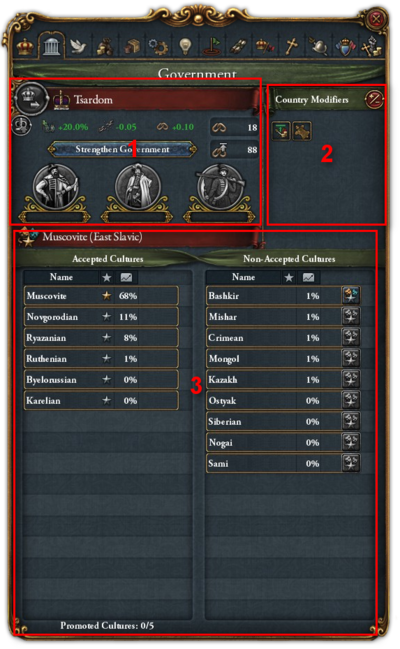 Government
Tsardom
Country Modifiers
+20.0% -0.05 +0.10 18
Strengthen Government 88
1
2
Muscovite (East Slavic)
Accepted Cultures
Non-Accepted Cultures
Name
Name
Muscovite 68%
Bashkir 1%
Novgorodian 11%
Mishar 1%
Ryazanian 8%
Crimean 1%
Ruthenian 1%
Mongol 1%
Byelorussian 0%
Kazakh 1%
3
Karelian 0%
Ostyak 0%
Siberian 0%
Nogai 0%
Sami 0%
Promoted Cultures: 0/5